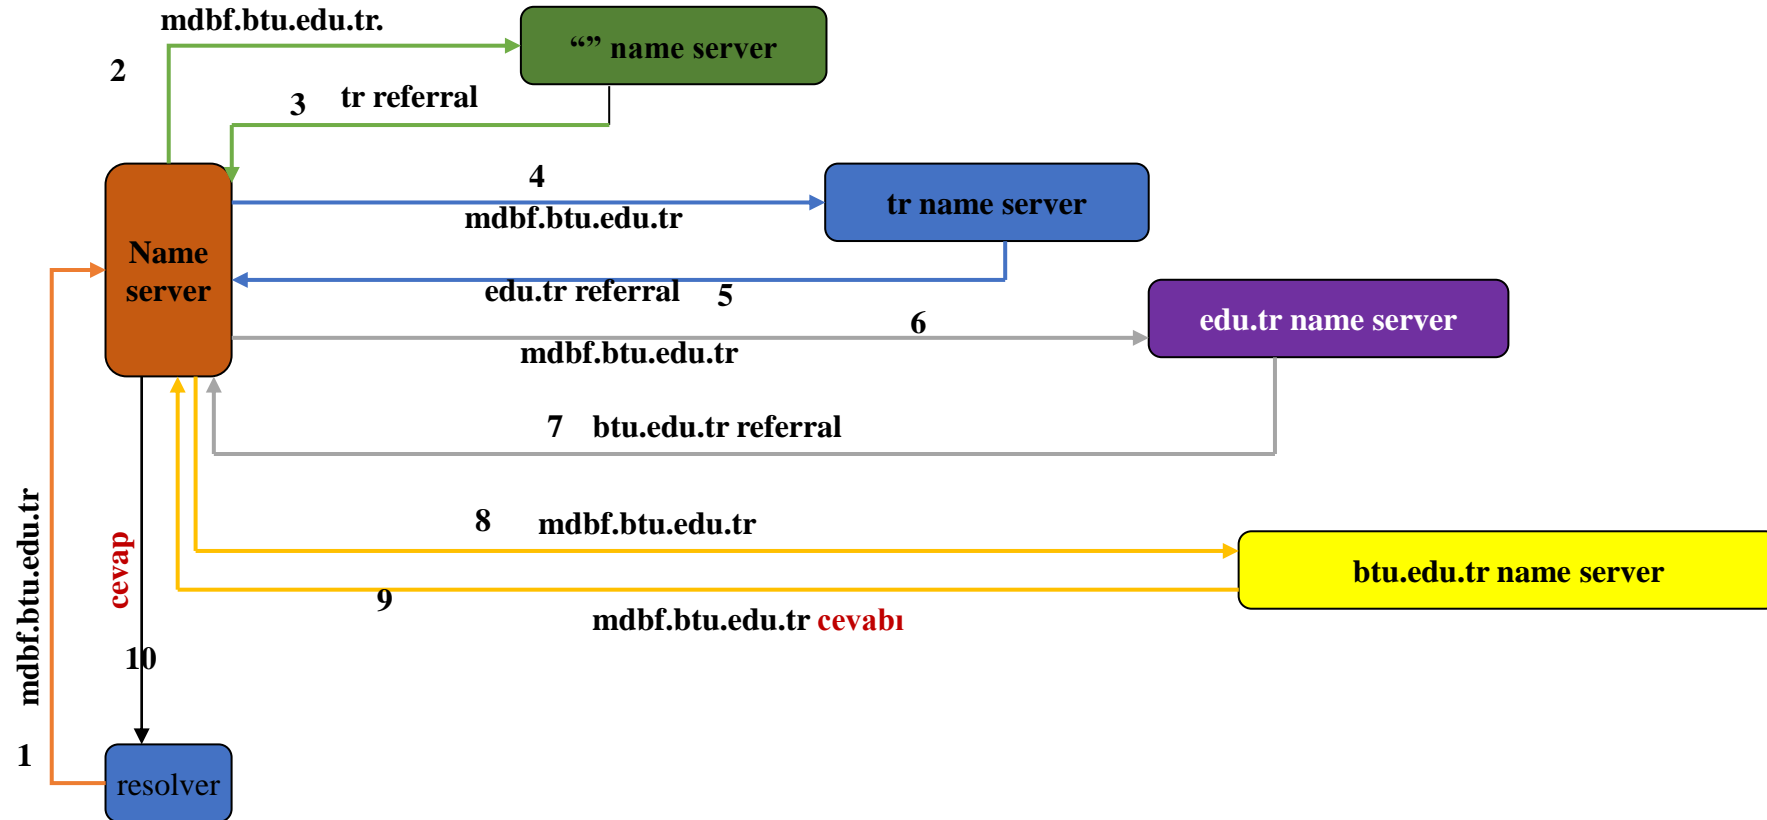 mdbf.btu.edu.tr.
“” name server
2
3 tr referral
4
mdbf.btu.edu.tr
tr name server
Name
server
edu.tr referral 5
6
mdbf.btu.edu.tr
edu.tr name server
7 btu.edu.tr referral
8 mdbf.btu.edu.tr
btu.edu.tr name server
9
mdbf.btu.edu.tr cevabı
mdbf.btu.edu.tr
cevap
10
1
resolver